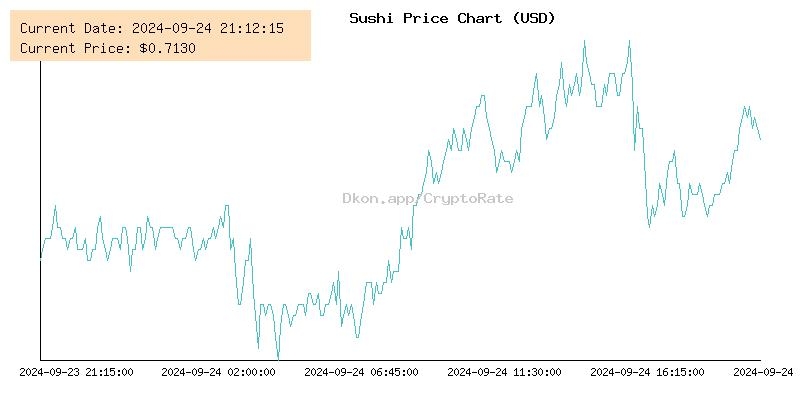 Sushi Price Chart (USD)
Current Date: 2024-09-24 21:12:15
Current Price: $0.7130
Dkon.app/CryptoRate
2024-09-23 21:15:00 2024-09-24 02:00:00 2024-09-24 06:45:00 2024-09-24 11:30:00 2024-09-24 16:15:00 2024-09-24